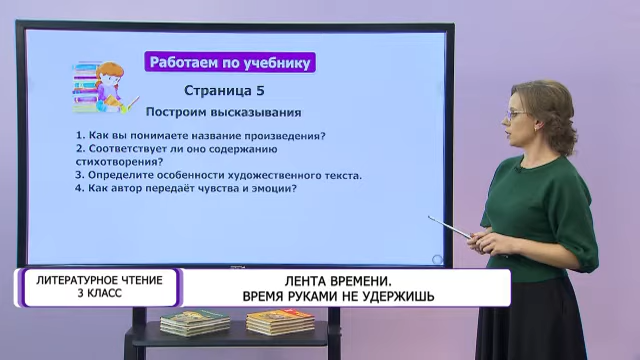 Работаем по учебнику
Страница 5
Построим высказывания
1. Как вы понимаете название произведения?
2. Соответствует ли оно содержанию
стихотворения?
3. Определите особенности художественного текста.
4. Как автор передаёт чувства и эмоции?
ЛИТЕРАТУРНОЕ ЧТЕНИЕ
3 КЛАСС
ЛЕНТА ВРЕМЕНИ.
ВРЕМЯ РУКАМИ НЕ УДЕРЖИШЬ